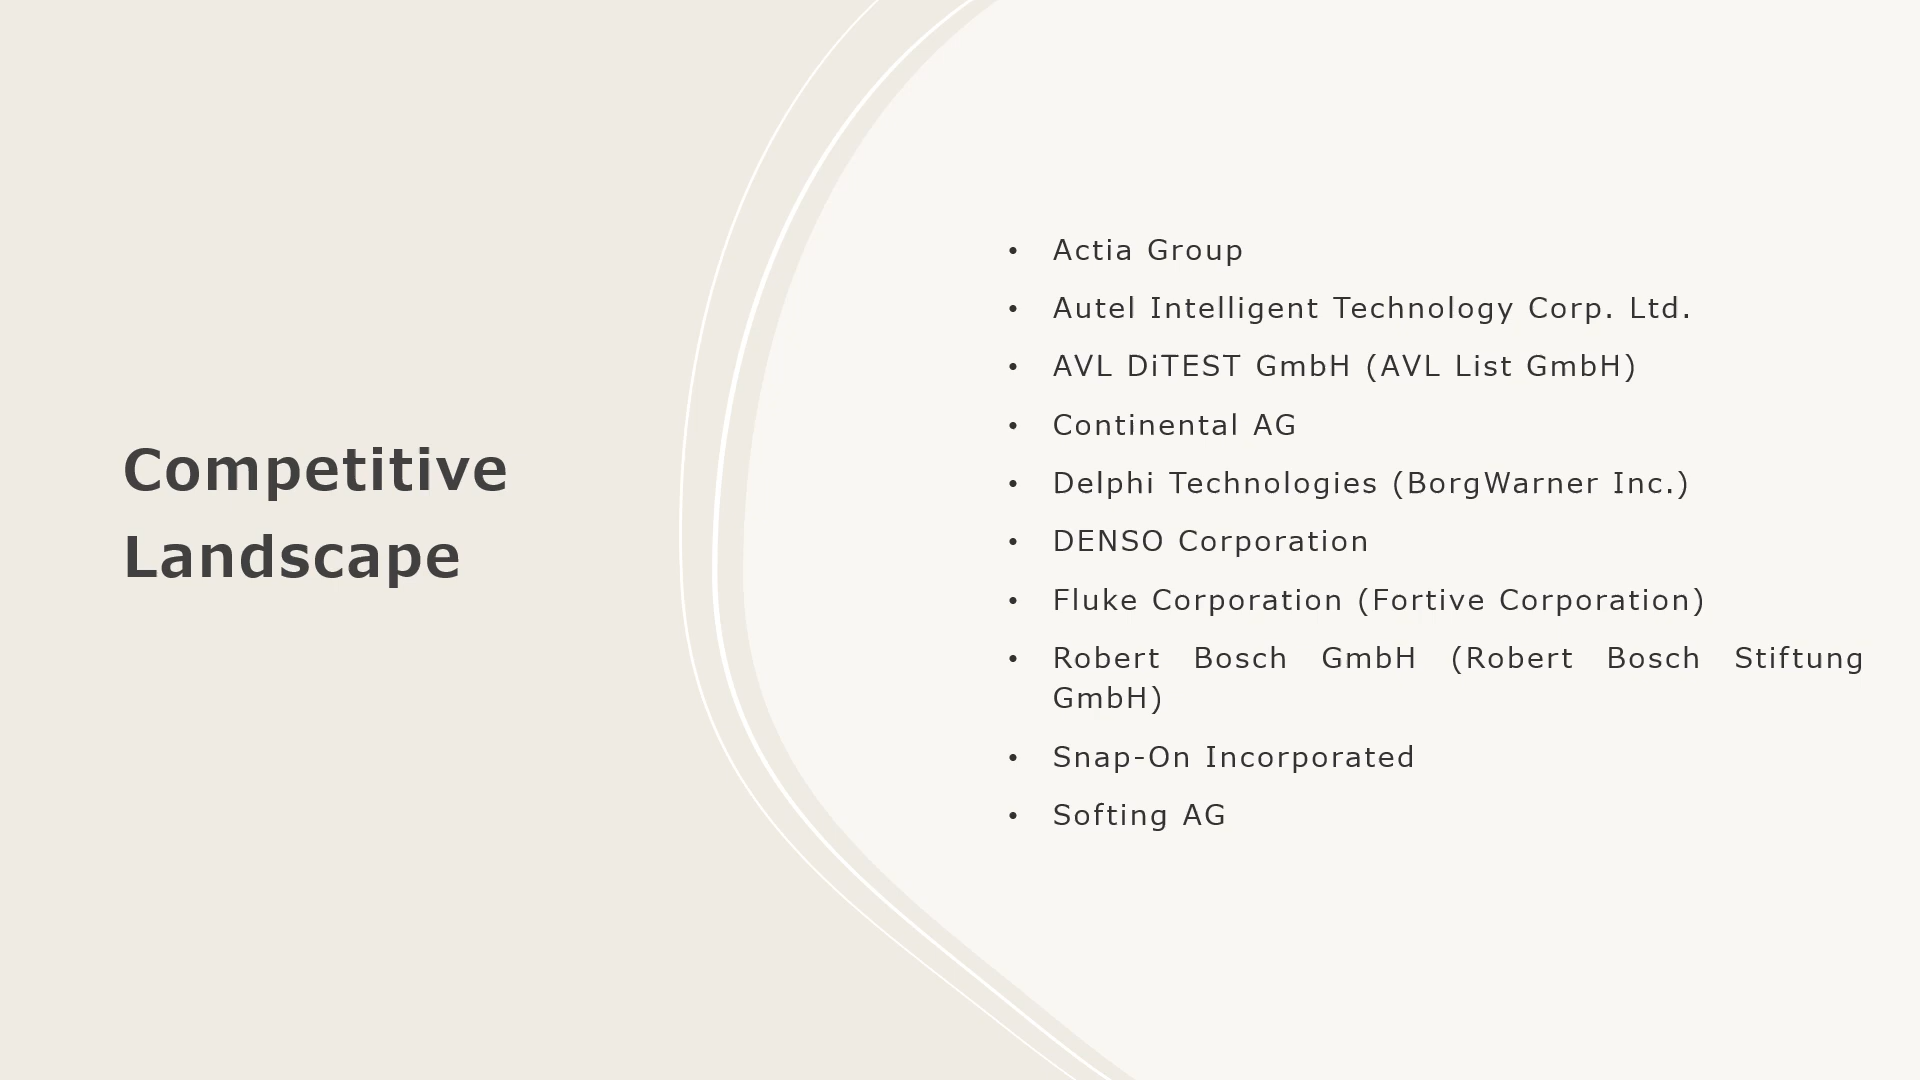 Competitive
Landscape
• Actia Group
• Autel Intelligent Technology Corp. Ltd.
• AVL DiTEST GmbH (AVL List GmbH)
• Continental AG
• Delphi Technologies (BorgWarner Inc.)
• DENSO Corporation
• Fluke Corporation (Fortive Corporation)
• Robert Bosch GmbH (Robert Bosch Stiftung
GmbH)
• Snap-On Incorporated
• Softing AG